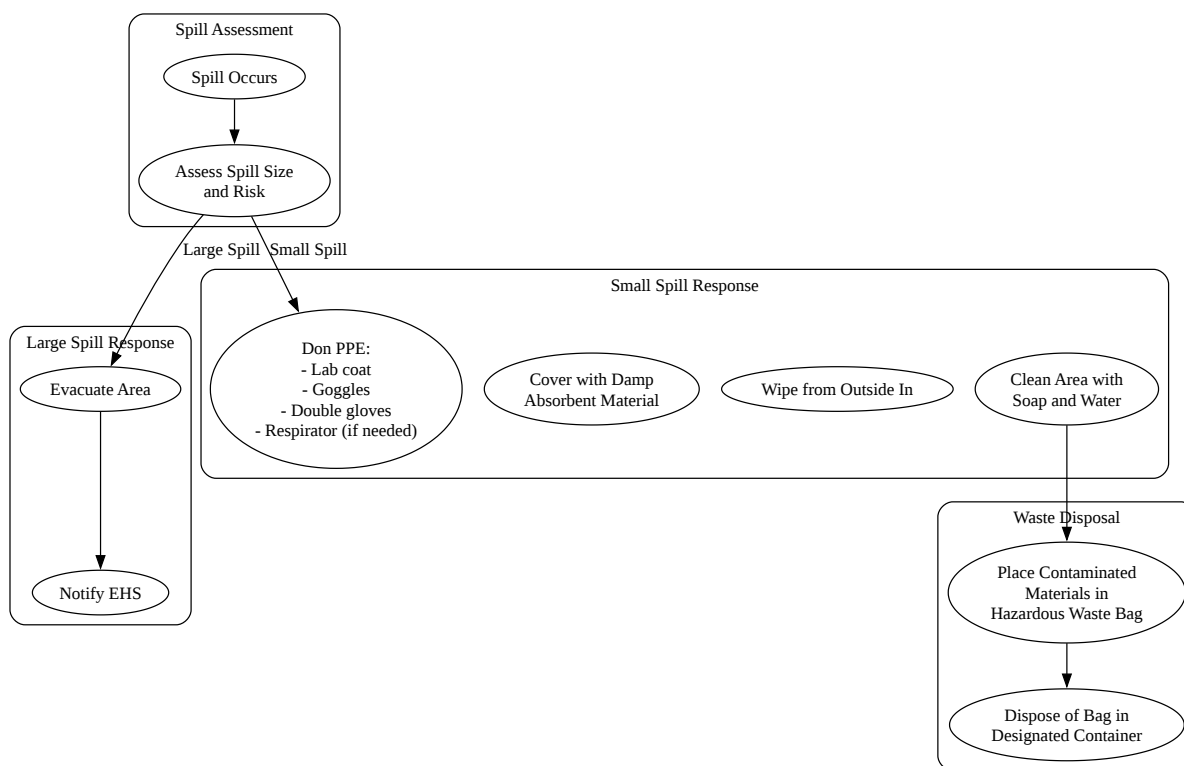 Spill Assessment
Spill Occurs
Assess Spill Size
and Risk
Large Spill
Small Spill
Small Spill Response
Don PPE:
- Lab coat
- Goggles
- Double gloves
- Respirator (if needed)
Cover with Damp
Absorbent Material
Wipe from Outside In
Clean Area with
Soap and Water
Large Spill Response
Evacuate Area
Notify EHS
Waste Disposal
Place Contaminated
Materials in
Hazardous Waste Bag
Dispose of Bag in
Designated Container